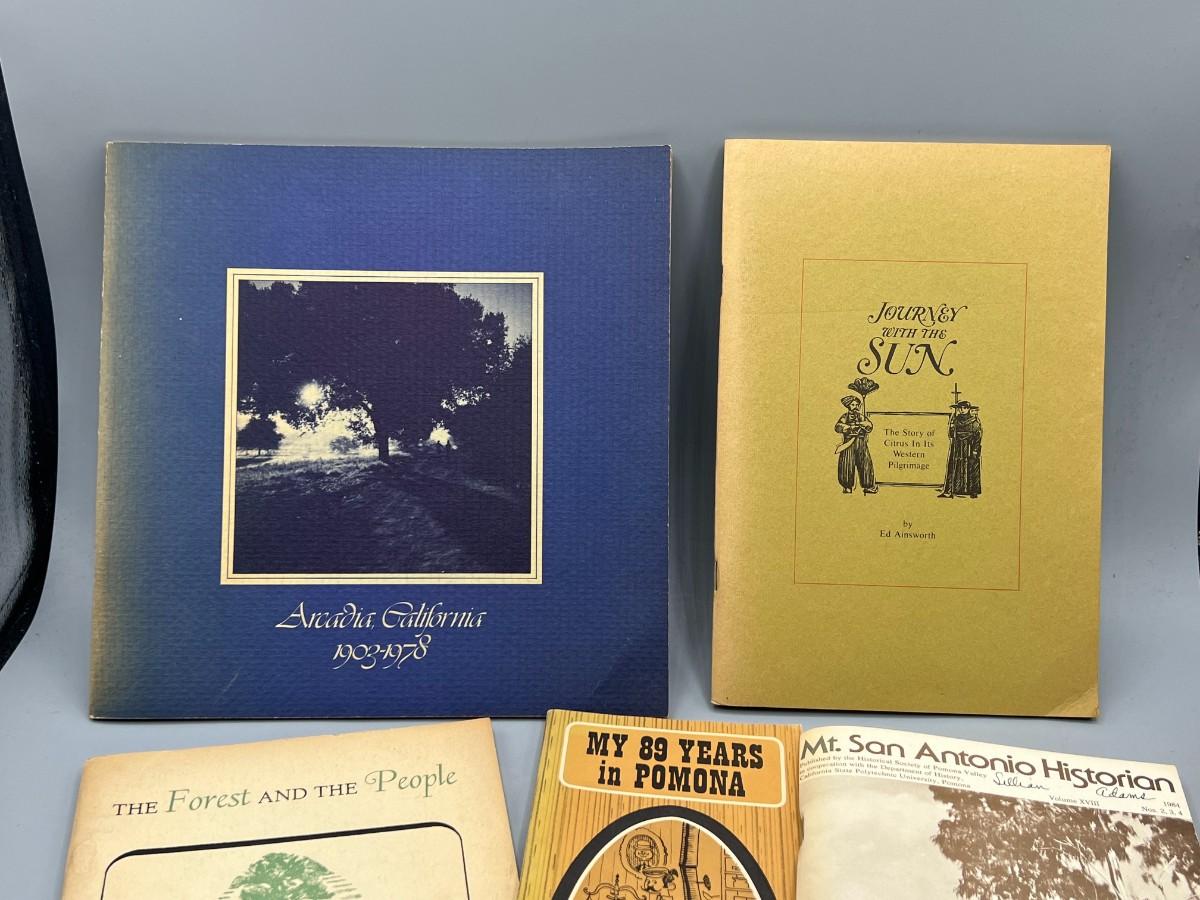 Arcadia, California
1903-1978
JOURNEY
WITH THE
SUN
The Story of
Citrus In Its
Western
Pilgrimage
by
Ed Ainsworth
THE Forest AND THE People
MY 89 YEARS
in POMONA
Mt. San Antonio Historian
Published by the Historical Society of Pomona Valley
in cooperation with the Department of History,
California State Polytechnic University, Pomona
Lillian Adams
Volume XVIII
1984
Nos. 2, 3, 4